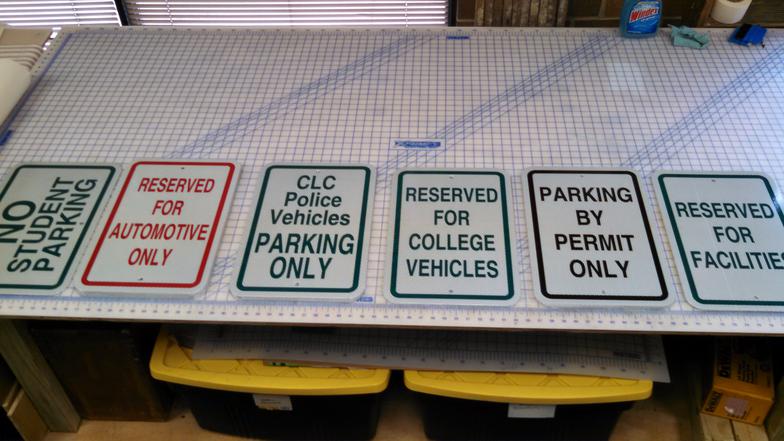 Windex
NO
STUDENT
PARKING
RESERVED
FOR
AUTOMOTIVE
ONLY
CLC
Police
Vehicles
PARKING
ONLY
RESERVED
FOR
COLLEGE
VEHICLES
PARKING
BY
PERMIT
ONLY
RESERVED
FOR
FACILITIES
DEWALT